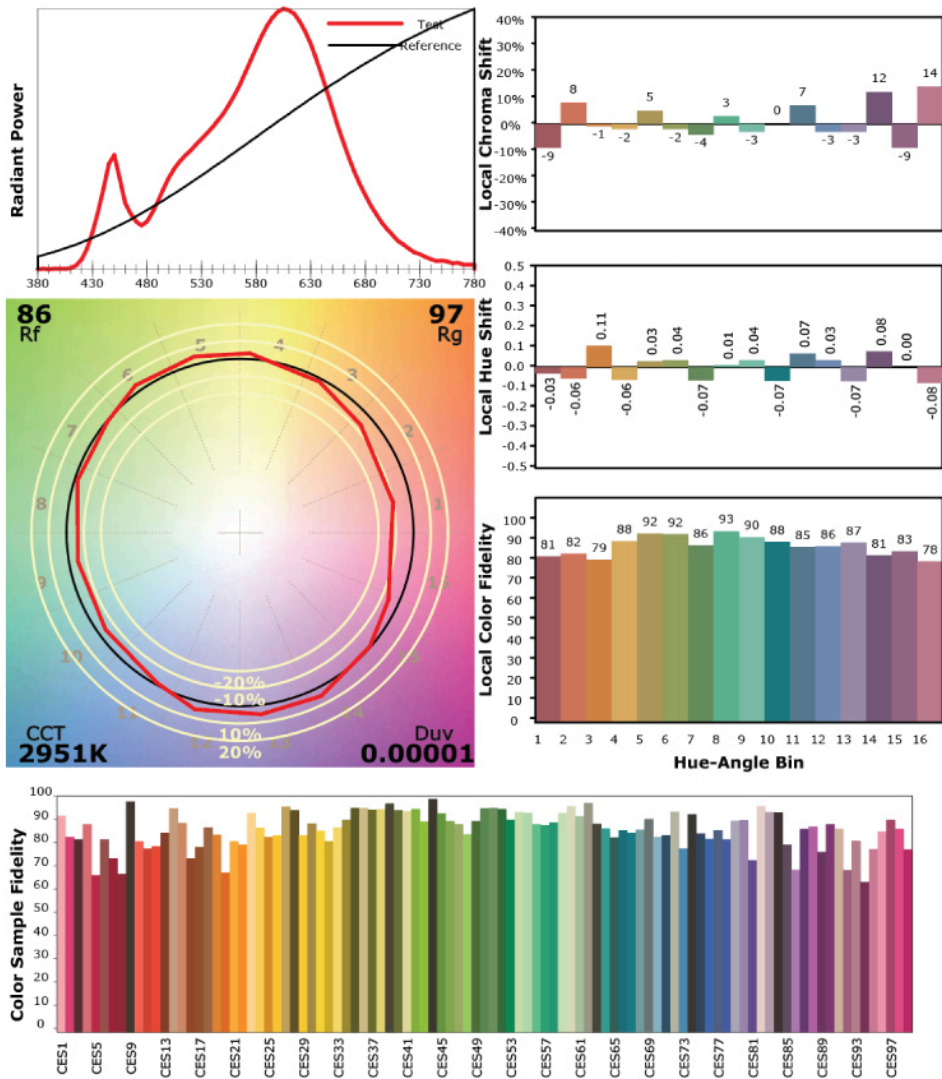 Radiant Power
Test
Reference
380 430 480 530 580 630 680 730 780
Local Chroma Shift
40%
30%
20%
10%
0%
-10%
-20%
-30%
-40%
-9 8 -1 -2 5 -2 -4 3 -3 0 7 -3 -3 12 -9 14
Local Hue Shift
0.5
0.4
0.3
0.2
0.1
0.0
-0.1
-0.2
-0.3
-0.4
-0.5
-0.03 -0.06 0.11 -0.06 0.03 0.04 -0.07 0.01 0.04 -0.07 0.07 0.03 -0.07 0.08 0.00 -0.08
86
Rf
97
Rg
1 2 3 4 5 6 7 8 9 10 11 12 13 14 15 16
-20%
-10%
10%
20%
CCT
2951K
Duv
0.00001
Local Color Fidelity
100
90
80
70
60
50
40
30
20
10
0
81 82 79 88 92 92 86 93 90 88 85 86 87 81 83 78
1 2 3 4 5 6 7 8 9 10 11 12 13 14 15 16
Hue-Angle Bin
Color Sample Fidelity
100
90
80
70
60
50
40
30
20
10
0
CES1 CES5 CES9 CES13 CES17 CES21 CES25 CES29 CES33 CES37 CES41 CES45 CES49 CES53 CES57 CES61 CES65 CES69 CES73 CES77 CES81 CES85 CES89 CES93 CES97